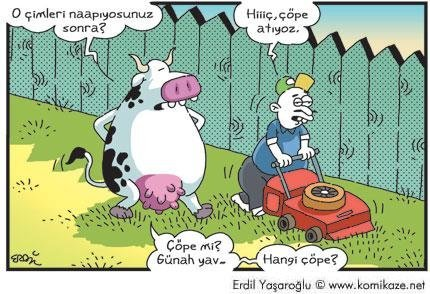 O çimleri naapıyosunuz
sonra?
Hiiiç, çöpe
atıyoz.
Çöpe mi?
Günah yav..
Hangi çöpe?
Erdil Yaşaroğlu © www.komikaze.net